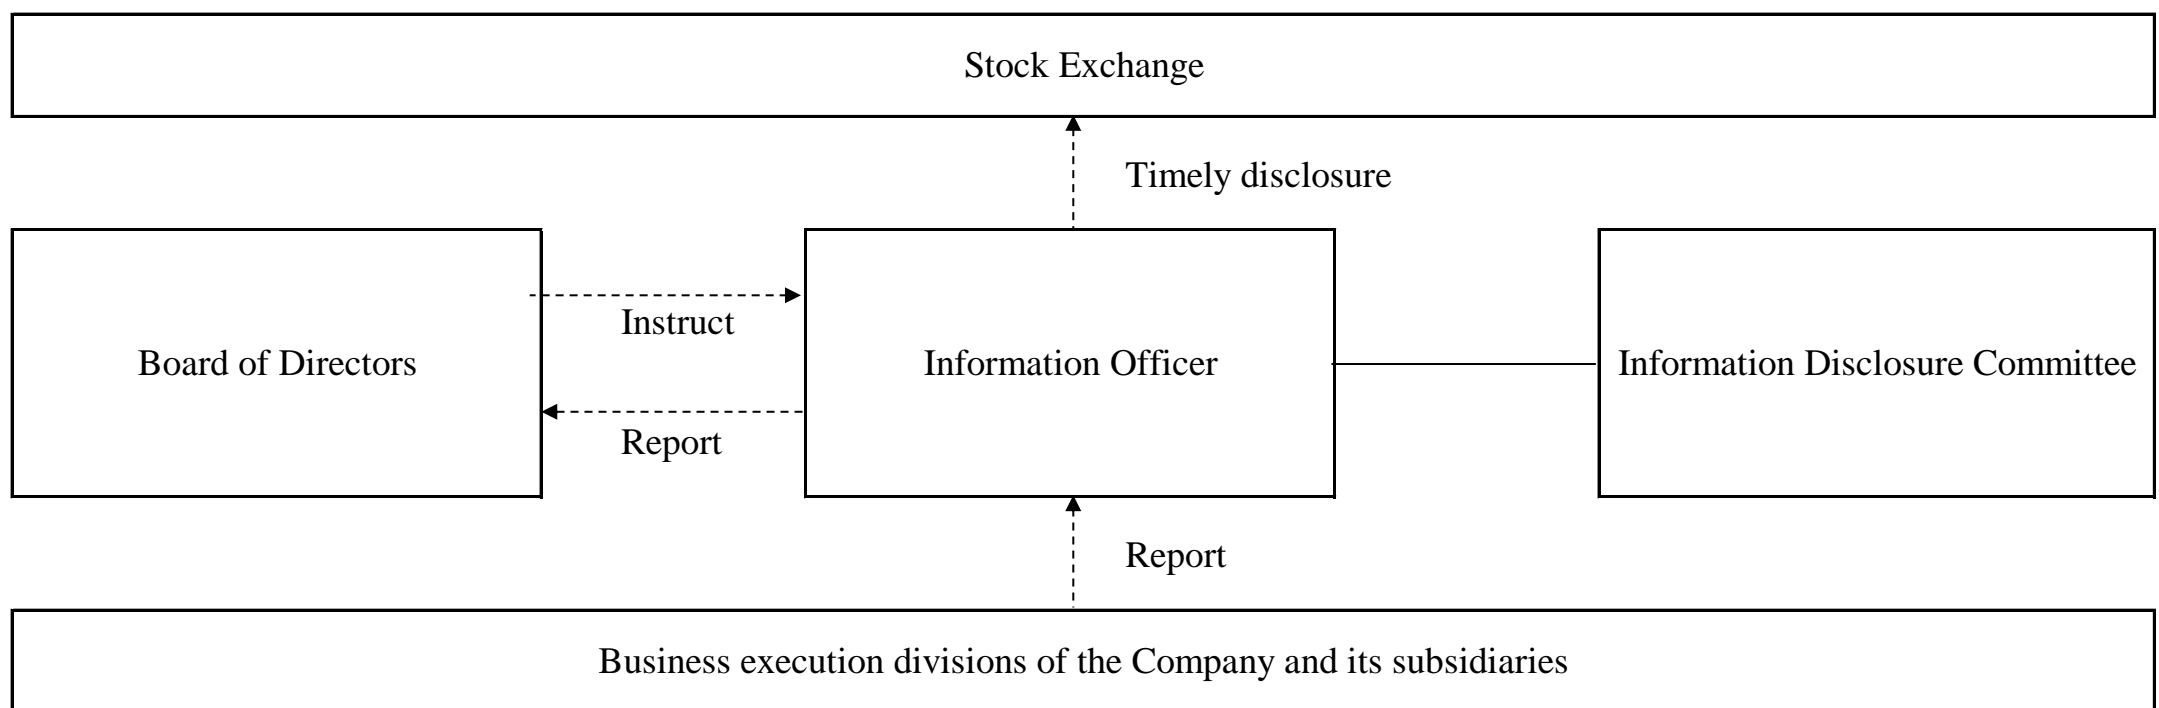 Stock Exchange
Timely disclosure
Instruct
Board of Directors
Information Officer
Information Disclosure Committee
Report
Report
Business execution divisions of the Company and its subsidiaries